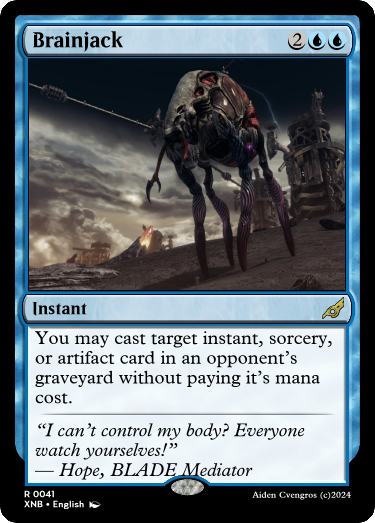 Brainjack 2
Instant
You may cast target instant, sorcery,
or artifact card in an opponent's
graveyard without paying it's mana
cost.
“I can't control my body? Everyone
watch yourselves!”
— Hope, BLADE Mediator
R 0041
XNB • English Aiden Cvengros (c)2024